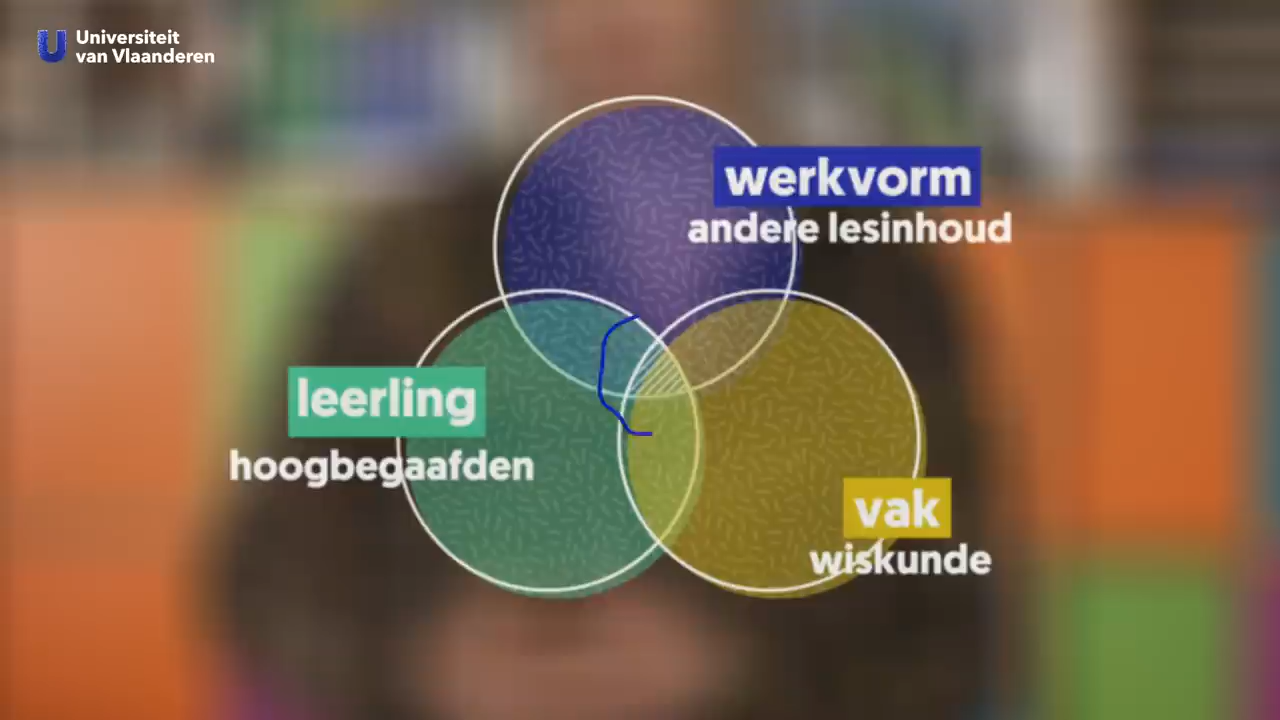 Universiteit
van Vlaanderen
werkvorm
andere lesinhoud
leerling
hoogbegaafden
vak
wiskunde